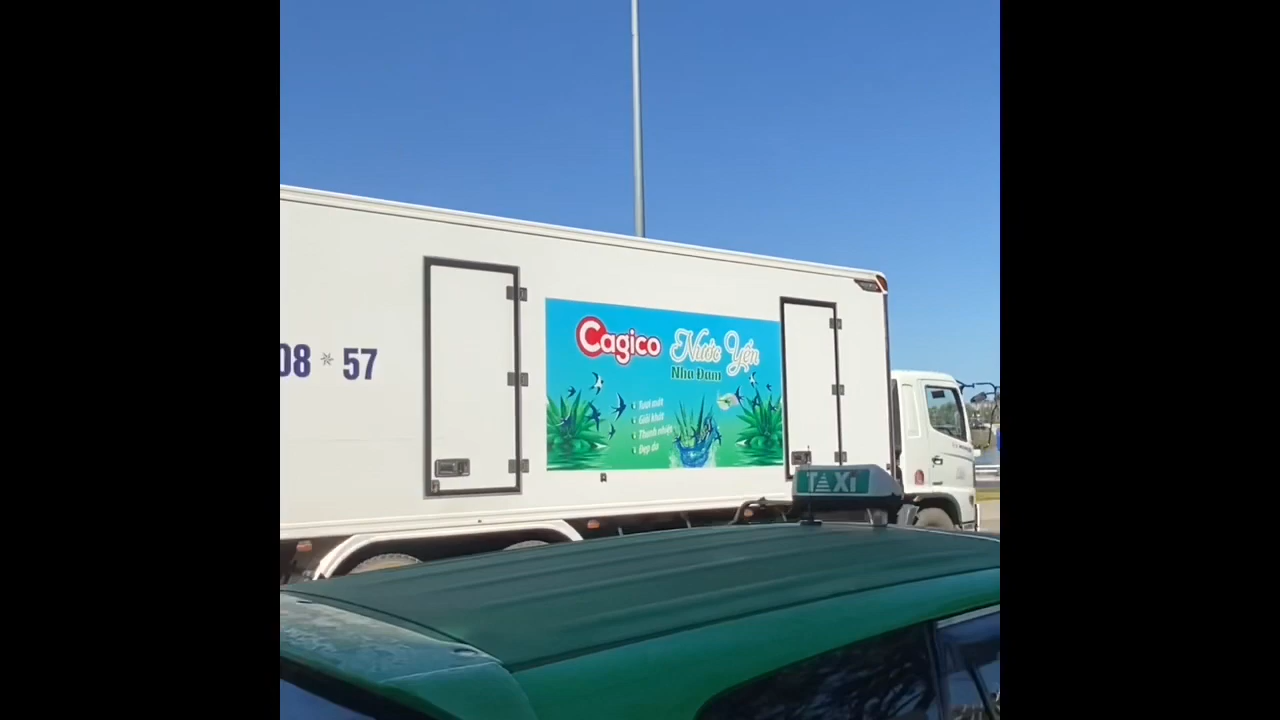 08 * 57
Cagico
Nước Yến
Nha Đam
Tươi mát
Giải khát
Thanh nhiệt
Đẹp da
TAXI